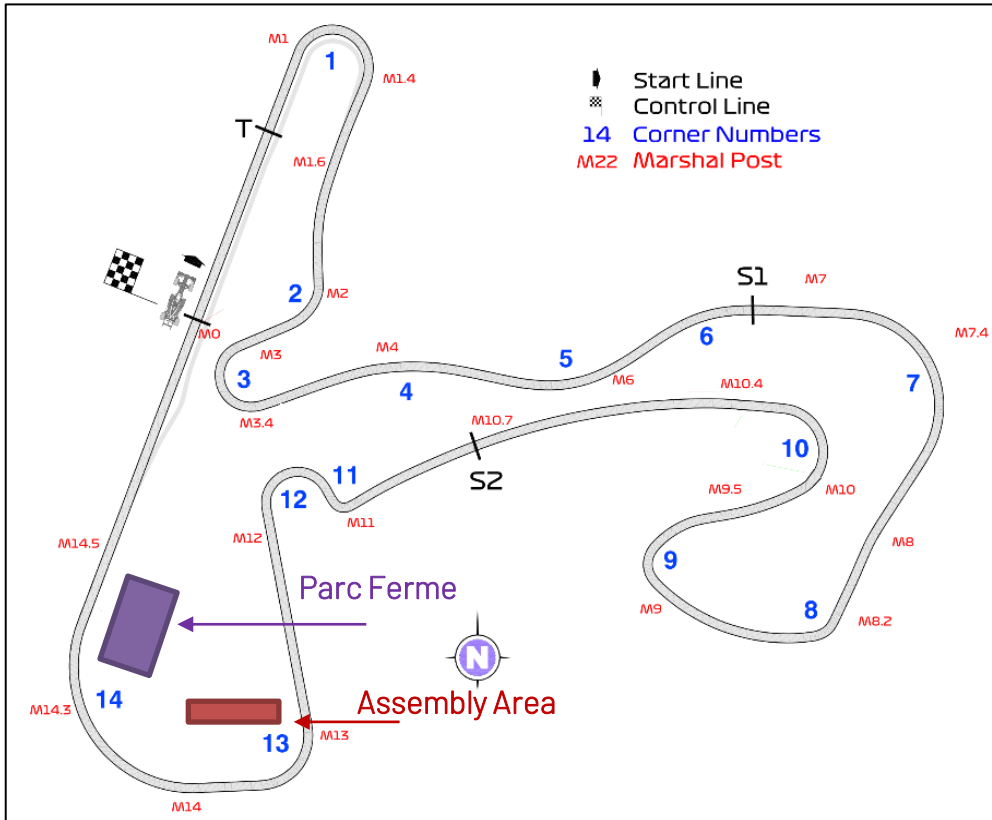 M1
1
M1.4
Start Line
Control Line
14 Corner Numbers
M22 Marshal Post
T
M1.6
S1
M7
2
M2
M0
M3
M4
5
6
M7.4
3
4
M6
M10.4
7
M3.4
M10.7
S2
10
11
12
M9.5
M10
M11
M12
M14.5
9
M8
Parc Ferme
M9
8
M8.2
N
14
Assembly Area
M14.3
13
M13
M14